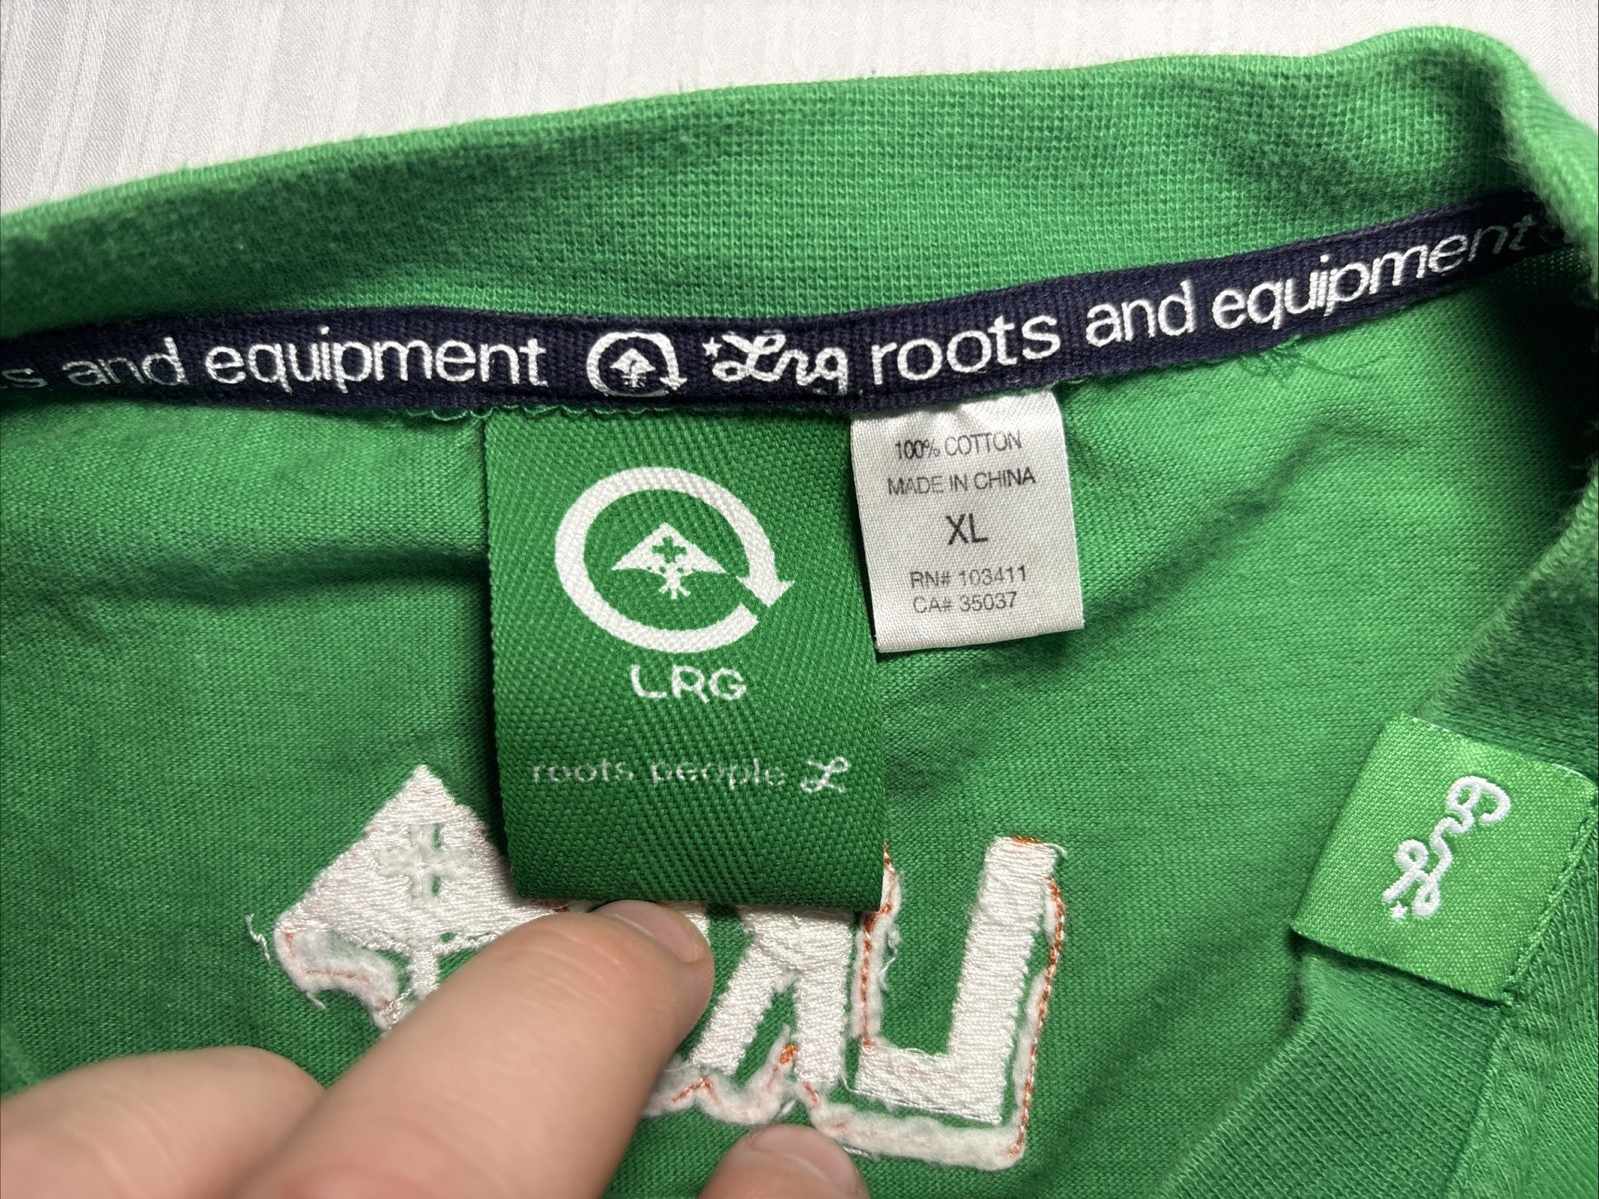 s and equipment Lrg roots and equipment
LRG
roots people L
100% COTTON
MADE IN CHINA
XL
RN# 103411
CA# 35037
Lrg